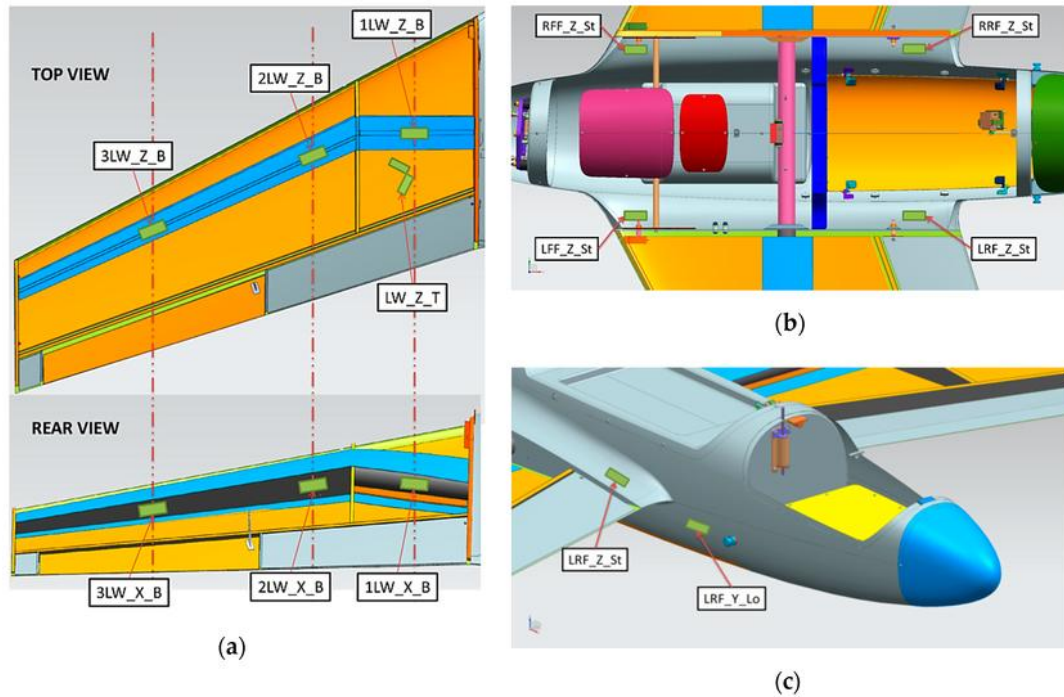 TOP VIEW
1LW_Z_B
2LW_Z_B
3LW_Z_B
LW_Z_T
REAR VIEW
3LW_X_B
2LW_X_B
1LW_X_B
(a)
RFF_Z_St
RRF_Z_St
LFF_Z_St
LRF_Z_St
(b)
LRF_Z_St
LRF_Y_Lo
(c)